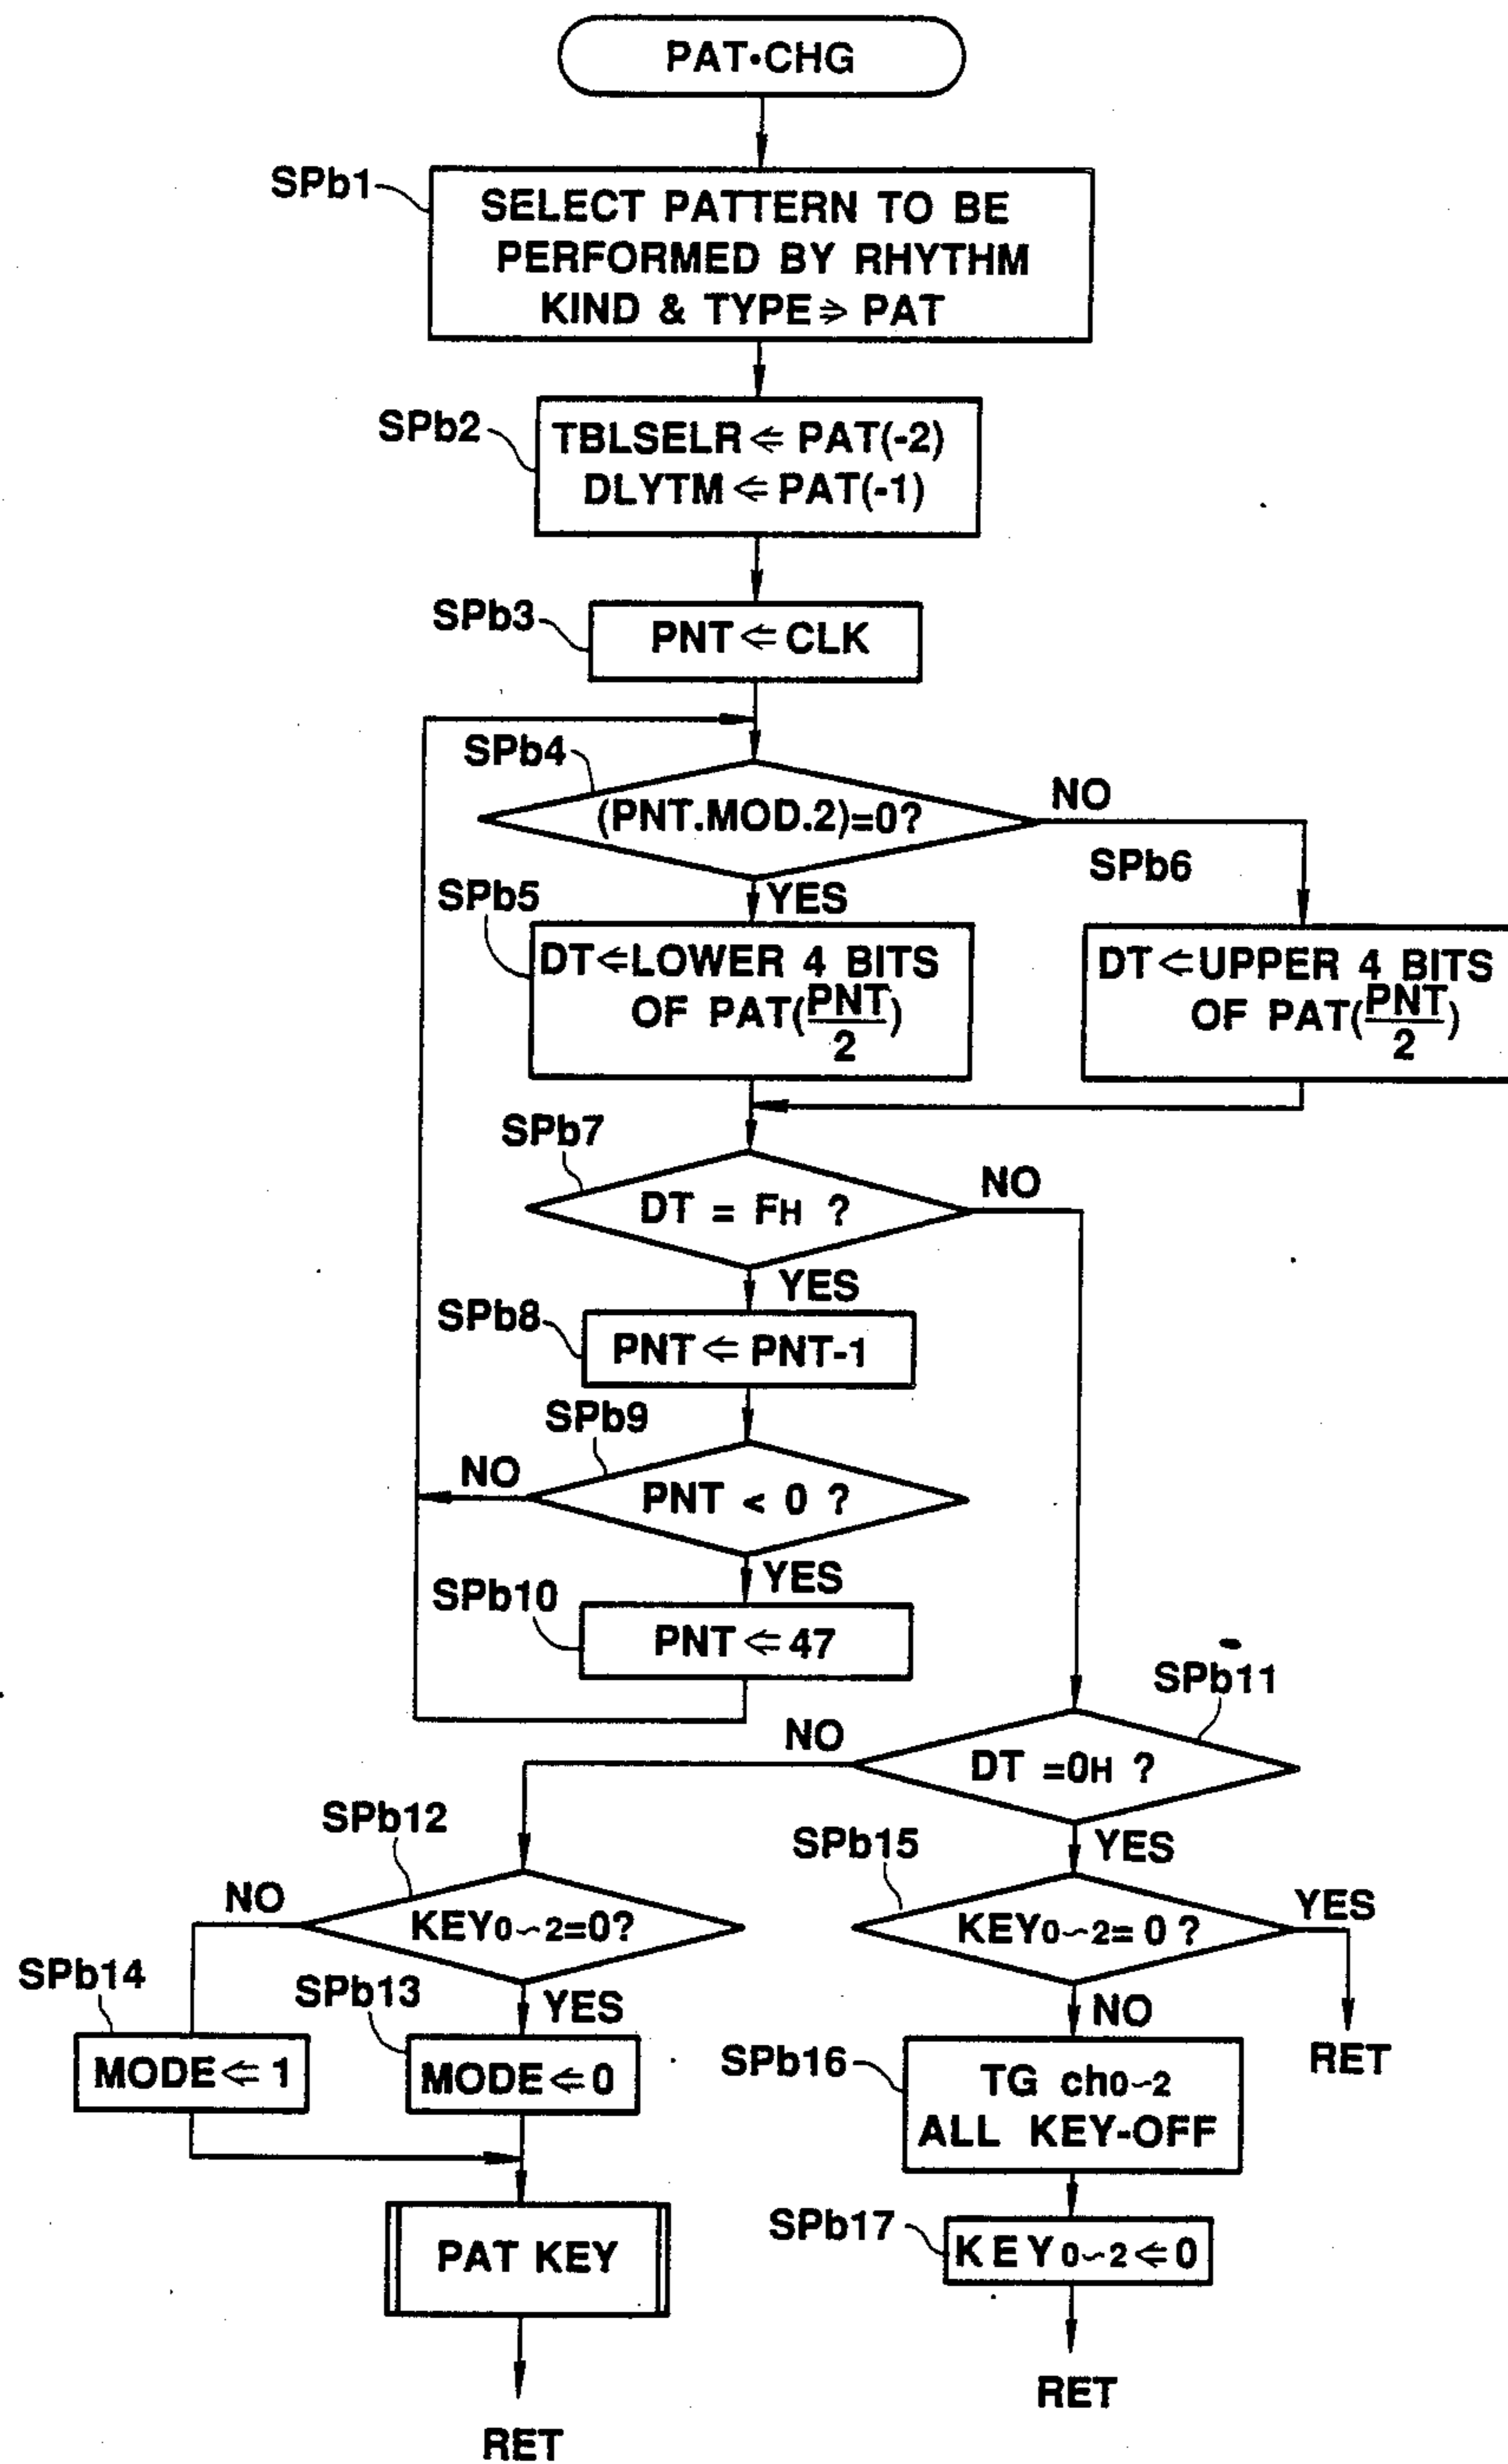 PAT•CHG
SPb1
SELECT PATTERN TO BE
PERFORMED BY RHYTHM
KIND & TYPE ⇒ PAT
SPb2
TBLSELR ⇐ PAT(-2)
DLYTM ⇐ PAT(-1)
SPb3
PNT ⇐ CLK
SPb4
(PNT.MOD.2)=0?
NO
YES
SPb5
DT⇐LOWER 4 BITS
OF PAT(PNT/2)
SPb6
DT⇐UPPER 4 BITS
OF PAT(PNT/2)
SPb7
DT = FH ?
NO
YES
SPb8
PNT ⇐ PNT-1
SPb9
NO
PNT < 0 ?
YES
SPb10
PNT ⇐ 47
SPb11
NO
DT =0H ?
YES
SPb12
NO
KEY0~2=0?
YES
SPb15
KEY0~2= 0 ?
YES
NO
RET
SPb14
MODE⇐ 1
SPb13
MODE⇐0
SPb16
TG ch0~2
ALL KEY-OFF
PAT KEY
SPb17
KEY0~2⇐0
RET
RET